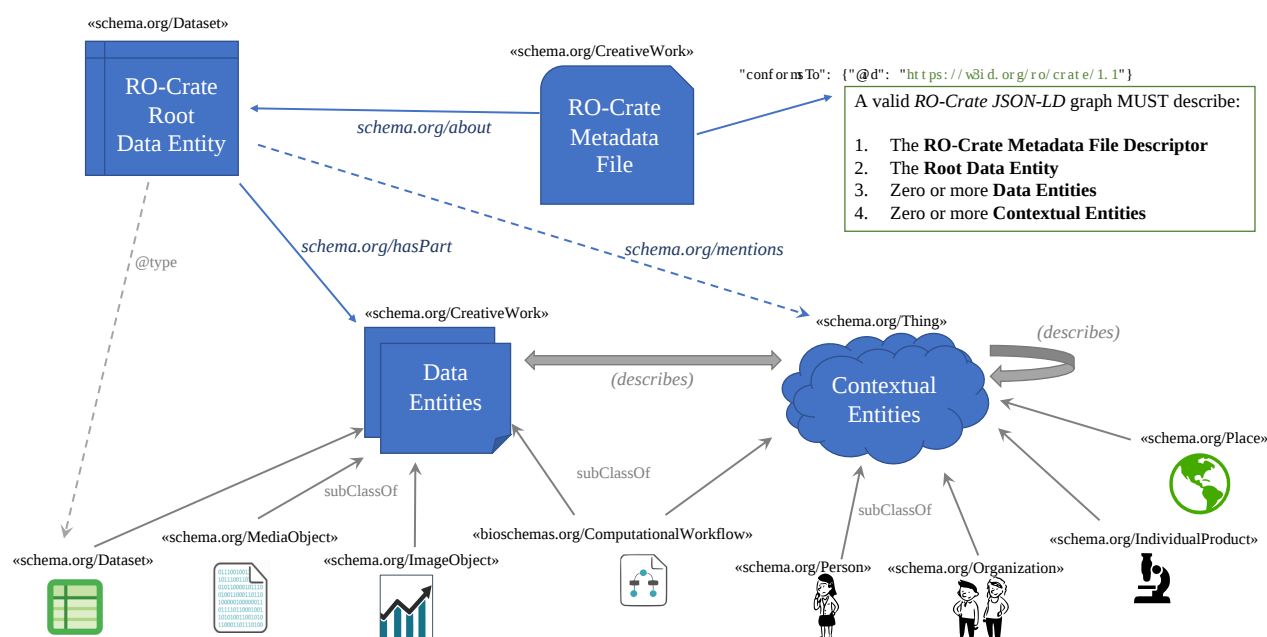 «schema.org/Dataset»
RO-Crate
Root
Data Entity
«schema.org/CreativeWork»
RO-Crate
Metadata
File
schema.org/about
"conformsTo": {"@id": "https://w3id.org/ro/crate/1.1"}
A valid RO-Crate JSON-LD graph MUST describe:
1. The RO-Crate Metadata File Descriptor
2. The Root Data Entity
3. Zero or more Data Entities
4. Zero or more Contextual Entities
schema.org/hasPart
schema.org/mentions
@type
«schema.org/CreativeWork»
Data
Entities
(describes)
«schema.org/Thing»
Contextual
Entities
(describes)
subClassOf
subClassOf
subClassOf
«schema.org/Dataset»
«schema.org/MediaObject»
«schema.org/ImageObject»
«bioschemas.org/ComputationalWorkflow»
«schema.org/Person»
«schema.org/Organization»
«schema.org/IndividualProduct»
«schema.org/Place»